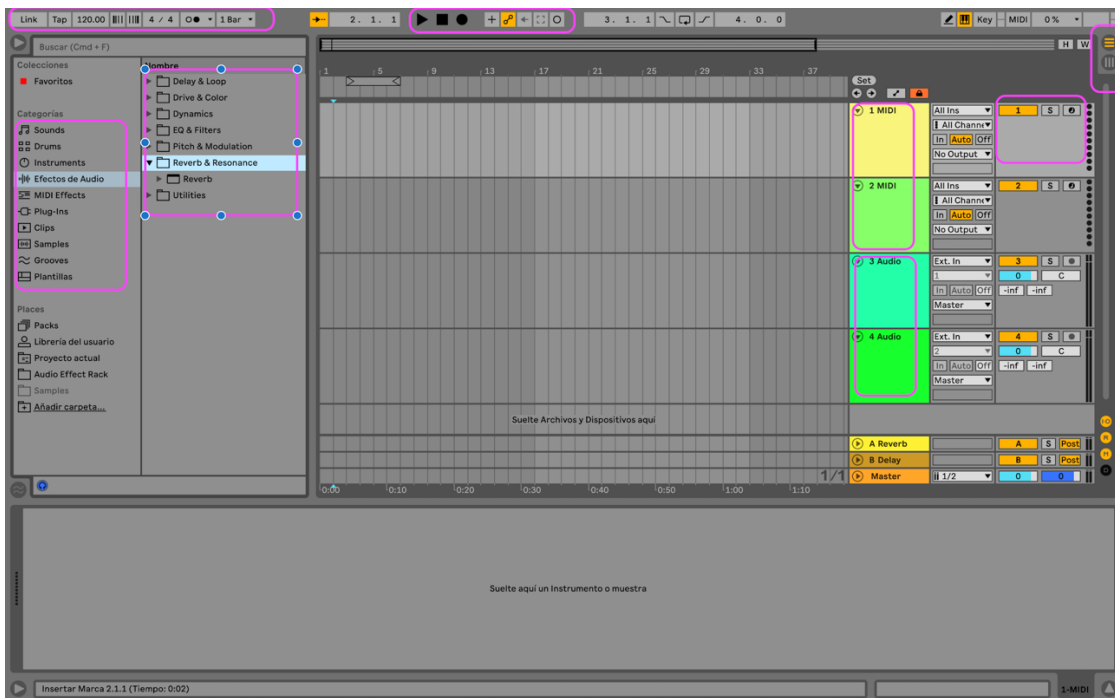 Link Tap 120.00 4 / 4 1 Bar 2. 1. 1 3. 1. 1 4. 0. 0 Key MIDI 0 %
Buscar (Cmd + F)
H W
Colecciones
Favoritos
Categorías
Sounds
Drums
Instruments
Efectos de Audio
MIDI Effects
Plug-Ins
Clips
Samples
Grooves
Plantillas
Places
Packs
Librería del usuario
Proyecto actual
Audio Effect Rack
Samples
Añadir carpeta...
Nombre
Delay & Loop
Drive & Color
Dynamics
EQ & Filters
Pitch & Modulation
Reverb & Resonance
Reverb
Utilities
1 5 9 13 17 21 25 29 33 37
Set
1 MIDI All Ins 1 S
All Channe
In Auto Off
No Output
2 MIDI All Ins 2 S
All Channe
In Auto Off
No Output
3 Audio Ext. In 3 S
1 0 C
In Auto Off -inf -inf
Master
4 Audio Ext. In 4 S
2 0 C
In Auto Off -inf -inf
Master
Suelte Archivos y Dispositivos aquí
A Reverb A S Post
B Delay B S Post
1/1 Master 1/2 0 0
0:00 0:10 0:20 0:30 0:40 0:50 1:00 1:10
Suelte aquí un Instrumento o muestra
Insertar Marca 2.1.1 (Tiempo: 0:02)
1-MIDI